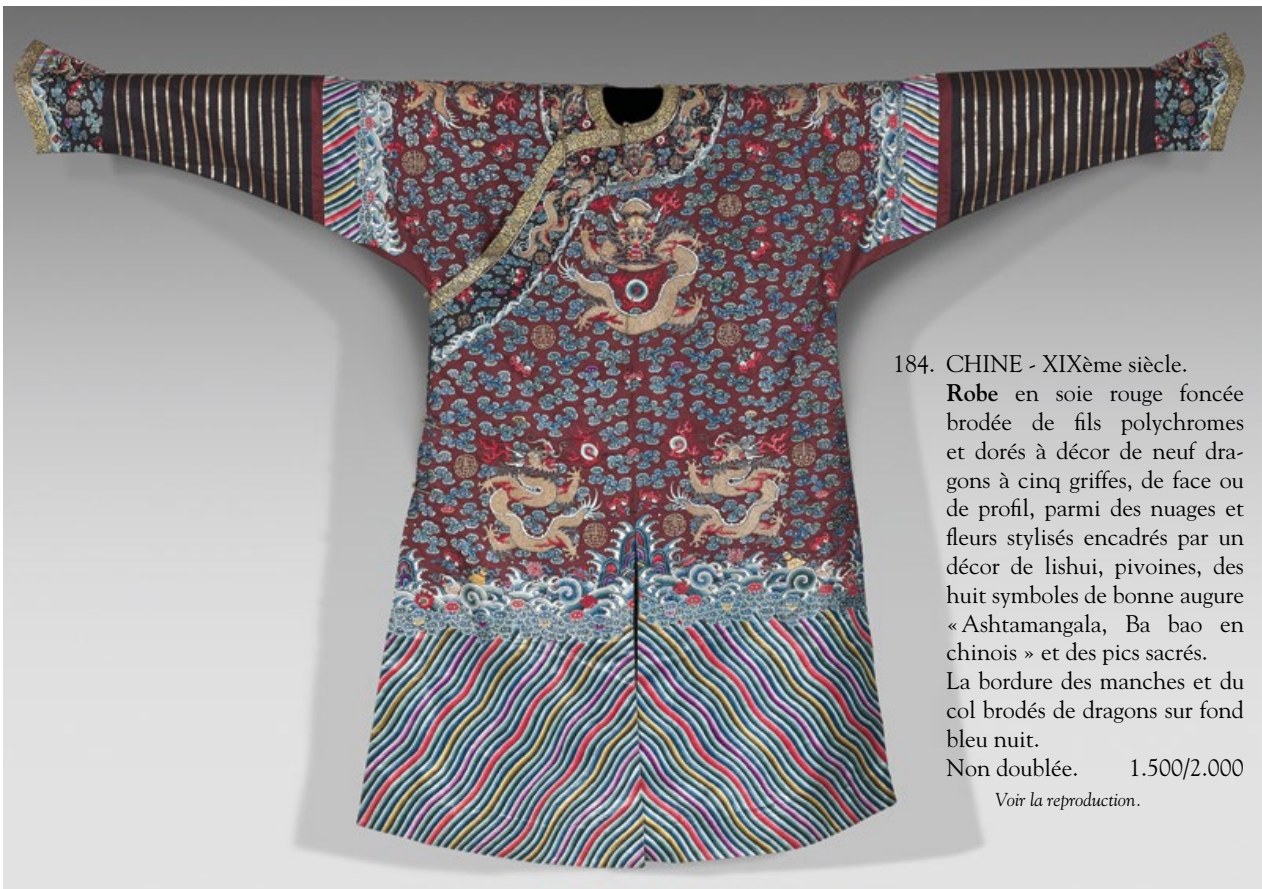 184. CHINE - XIXème siècle.
Robe en soie rouge foncée
brodée de fils polychromes
et dorés à décor de neuf dra-
gons à cinq griffes, de face ou
de profil, parmi des nuages et
fleurs stylisés encadrés par un
décor de lishui, pivoines, des
huit symboles de bonne augure
« Ashtamangala, Ba bao en
chinois » et des pics sacrés.
La bordure des manches et du
col brodés de dragons sur fond
bleu nuit.
Non doublée. 1.500/2.000
Voir la reproduction.